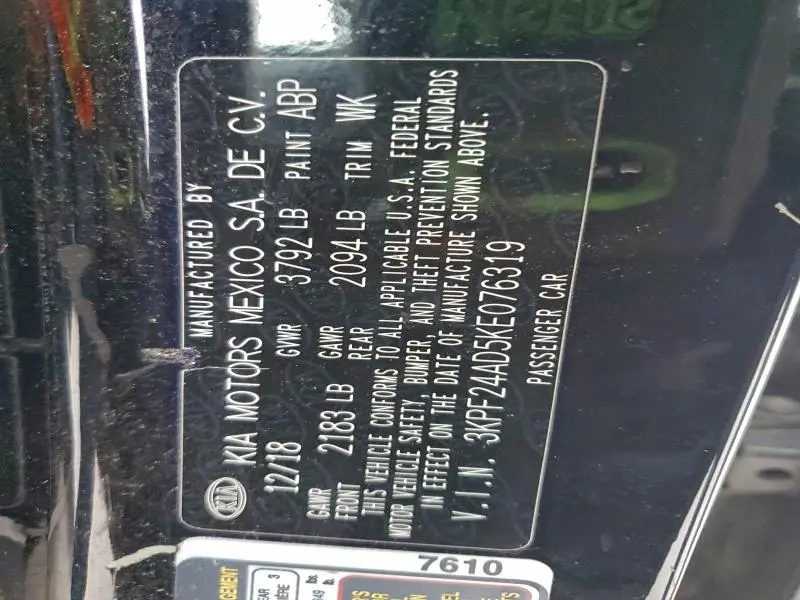 MANUFACTURED BY
KIA KIA MOTORS MEXICO S.A. DE C.V.
12/18 GVWR 3792 LB PAINT ABP
GAWR FRONT 2183 LB GAWR REAR 2094 LB TRIM WK
THIS VEHICLE CONFORMS TO ALL APPLICABLE U.S.A. FEDERAL
MOTOR VEHICLE SAFETY, BUMPER, AND THEFT PREVENTION STANDARDS
IN EFFECT ON THE DATE OF MANUFACTURE SHOWN ABOVE.
V.I.N. 3KPF24AD5KE076319
PASSENGER CAR
7610